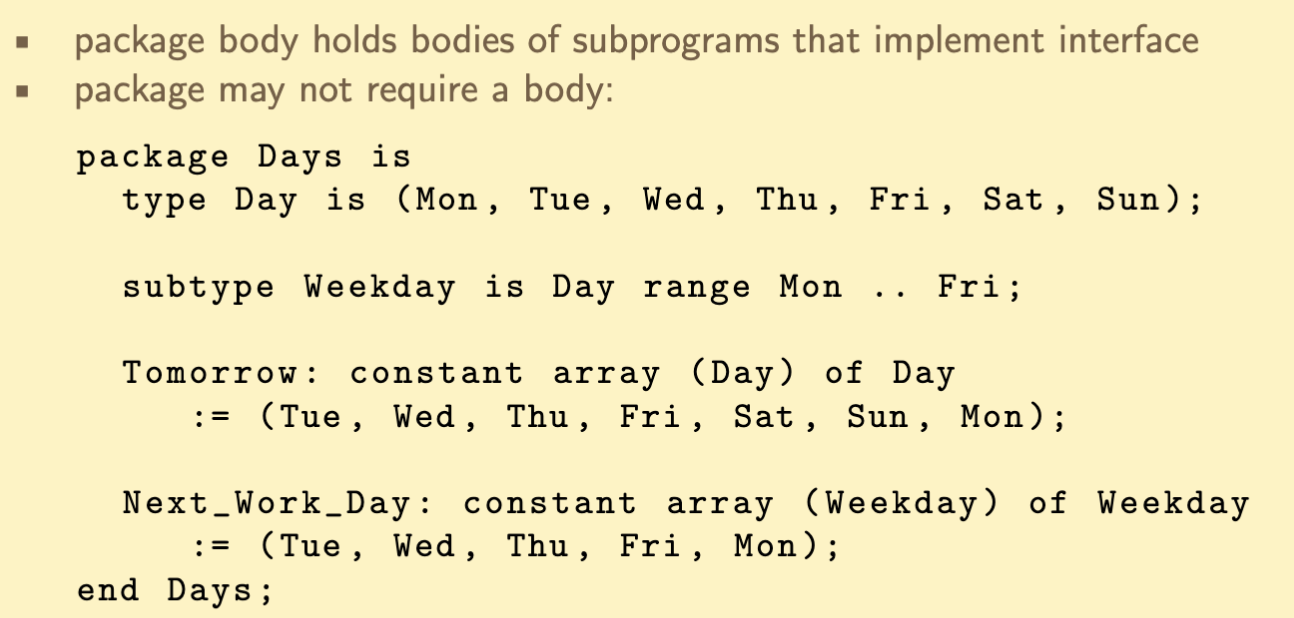 ▪ package body holds bodies of subprograms that implement interface
▪ package may not require a body:
package Days is
  type Day is (Mon, Tue, Wed, Thu, Fri, Sat, Sun);
  subtype Weekday is Day range Mon .. Fri;
  Tomorrow: constant array (Day) of Day
     := (Tue, Wed, Thu, Fri, Sat, Sun, Mon);
  Next_Work_Day: constant array (Weekday) of Weekday
     := (Tue, Wed, Thu, Fri, Mon);
end Days;